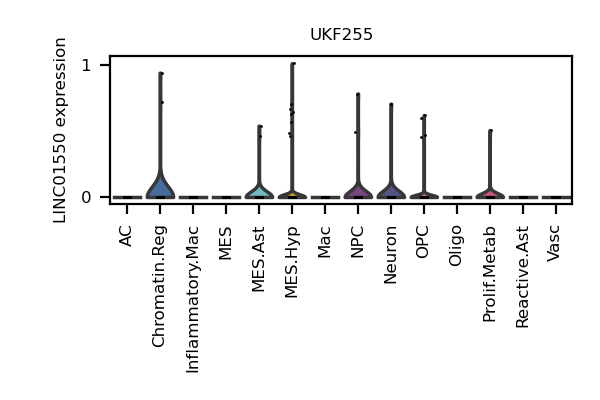 UKF255
LINC01550 expression
1
0
AC
Chromatin.Reg
Inflammatory.Mac
MES
MES.Ast
MES.Hyp
Mac
NPC
Neuron
OPC
Oligo
Prolif.Metab
Reactive.Ast
Vasc